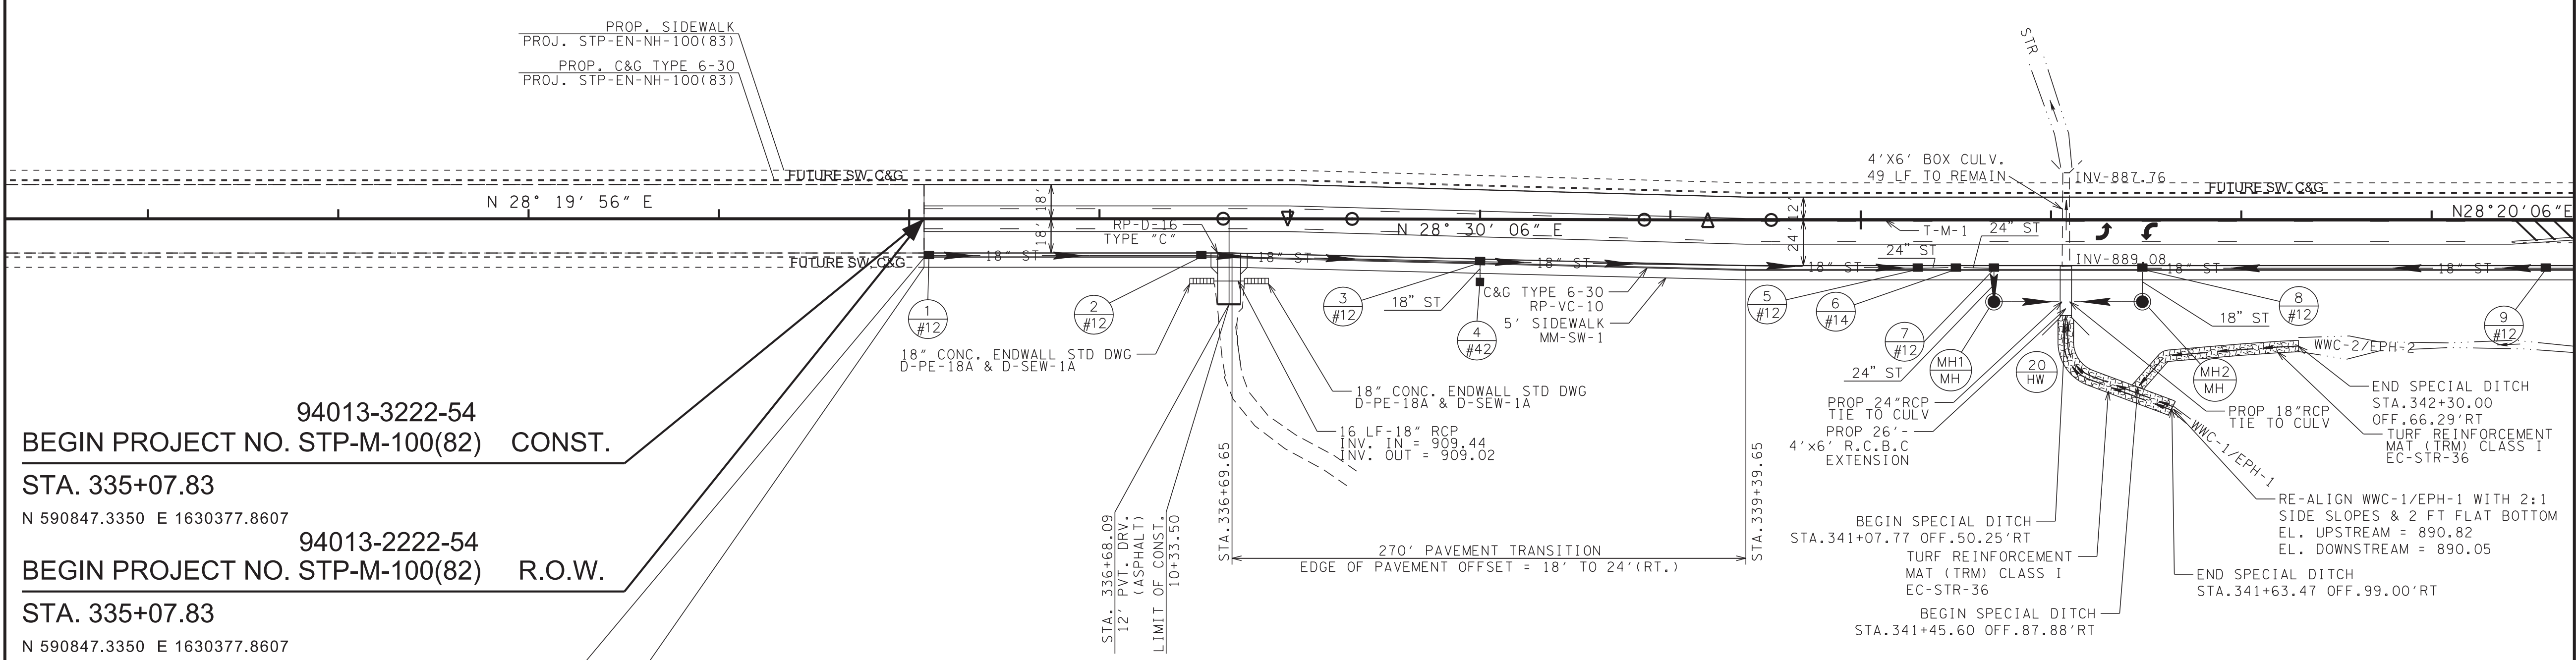 PROP. SIDEWALK
PROJ. STP-EN-NH-100(83)
PROP. C&G TYPE 6-30
PROJ. STP-EN-NH-100(83)
FUTURE SW, C&G
N 28° 19' 56" E
FUTURE SW, C&G
18'
18'
RP-D-16
TYPE "C"
N 28° 30' 06" E
12'
24'
T-M-1
24" ST
4'X6' BOX CULV.
49 LF TO REMAIN
STR
INV-887.76
FUTURE SW, C&G
N28°20'06"E
INV-889.08
18" ST
18" ST
18" ST
18" ST
24" ST
18" ST
18" ST
1
#12
2
#12
3
#12
18" ST
4
#42
C&G TYPE 6-30
RP-VC-10
5' SIDEWALK
MM-SW-1
5
#12
6
#14
7
#12
24" ST
MH1
MH
20
HW
MH2
MH
18" ST
8
#12
9
#12
WWC-2/EPH-2
WWC-1/EPH-1
18" CONC. ENDWALL STD DWG
D-PE-18A & D-SEW-1A
18" CONC. ENDWALL STD DWG
D-PE-18A & D-SEW-1A
16 LF-18" RCP
INV. IN = 909.44
INV. OUT = 909.02
PROP 24"RCP
TIE TO CULV
PROP 26'-
4'x6' R.C.B.C
EXTENSION
PROP 18"RCP
TIE TO CULV
END SPECIAL DITCH
STA.342+30.00
OFF.66.29'RT
TURF REINFORCEMENT
MAT (TRM) CLASS I
EC-STR-36
RE-ALIGN WWC-1/EPH-1 WITH 2:1
SIDE SLOPES & 2 FT FLAT BOTTOM
EL. UPSTREAM = 890.82
EL. DOWNSTREAM = 890.05
BEGIN SPECIAL DITCH
STA.341+07.77 OFF.50.25'RT
TURF REINFORCEMENT
MAT (TRM) CLASS I
EC-STR-36
END SPECIAL DITCH
STA.341+63.47 OFF.99.00'RT
BEGIN SPECIAL DITCH
STA.341+45.60 OFF.87.88'RT
STA. 336+68.09
12' PVT. DRV.
(ASPHALT)
LIMIT OF CONST.
10+33.50
STA.336+69.65
270' PAVEMENT TRANSITION
EDGE OF PAVEMENT OFFSET = 18' TO 24'(RT.)
STA.339+39.65
94013-3222-54
BEGIN PROJECT NO. STP-M-100(82) CONST.
STA. 335+07.83
N 590847.3350 E 1630377.8607
94013-2222-54
BEGIN PROJECT NO. STP-M-100(82) R.O.W.
STA. 335+07.83
N 590847.3350 E 1630377.8607